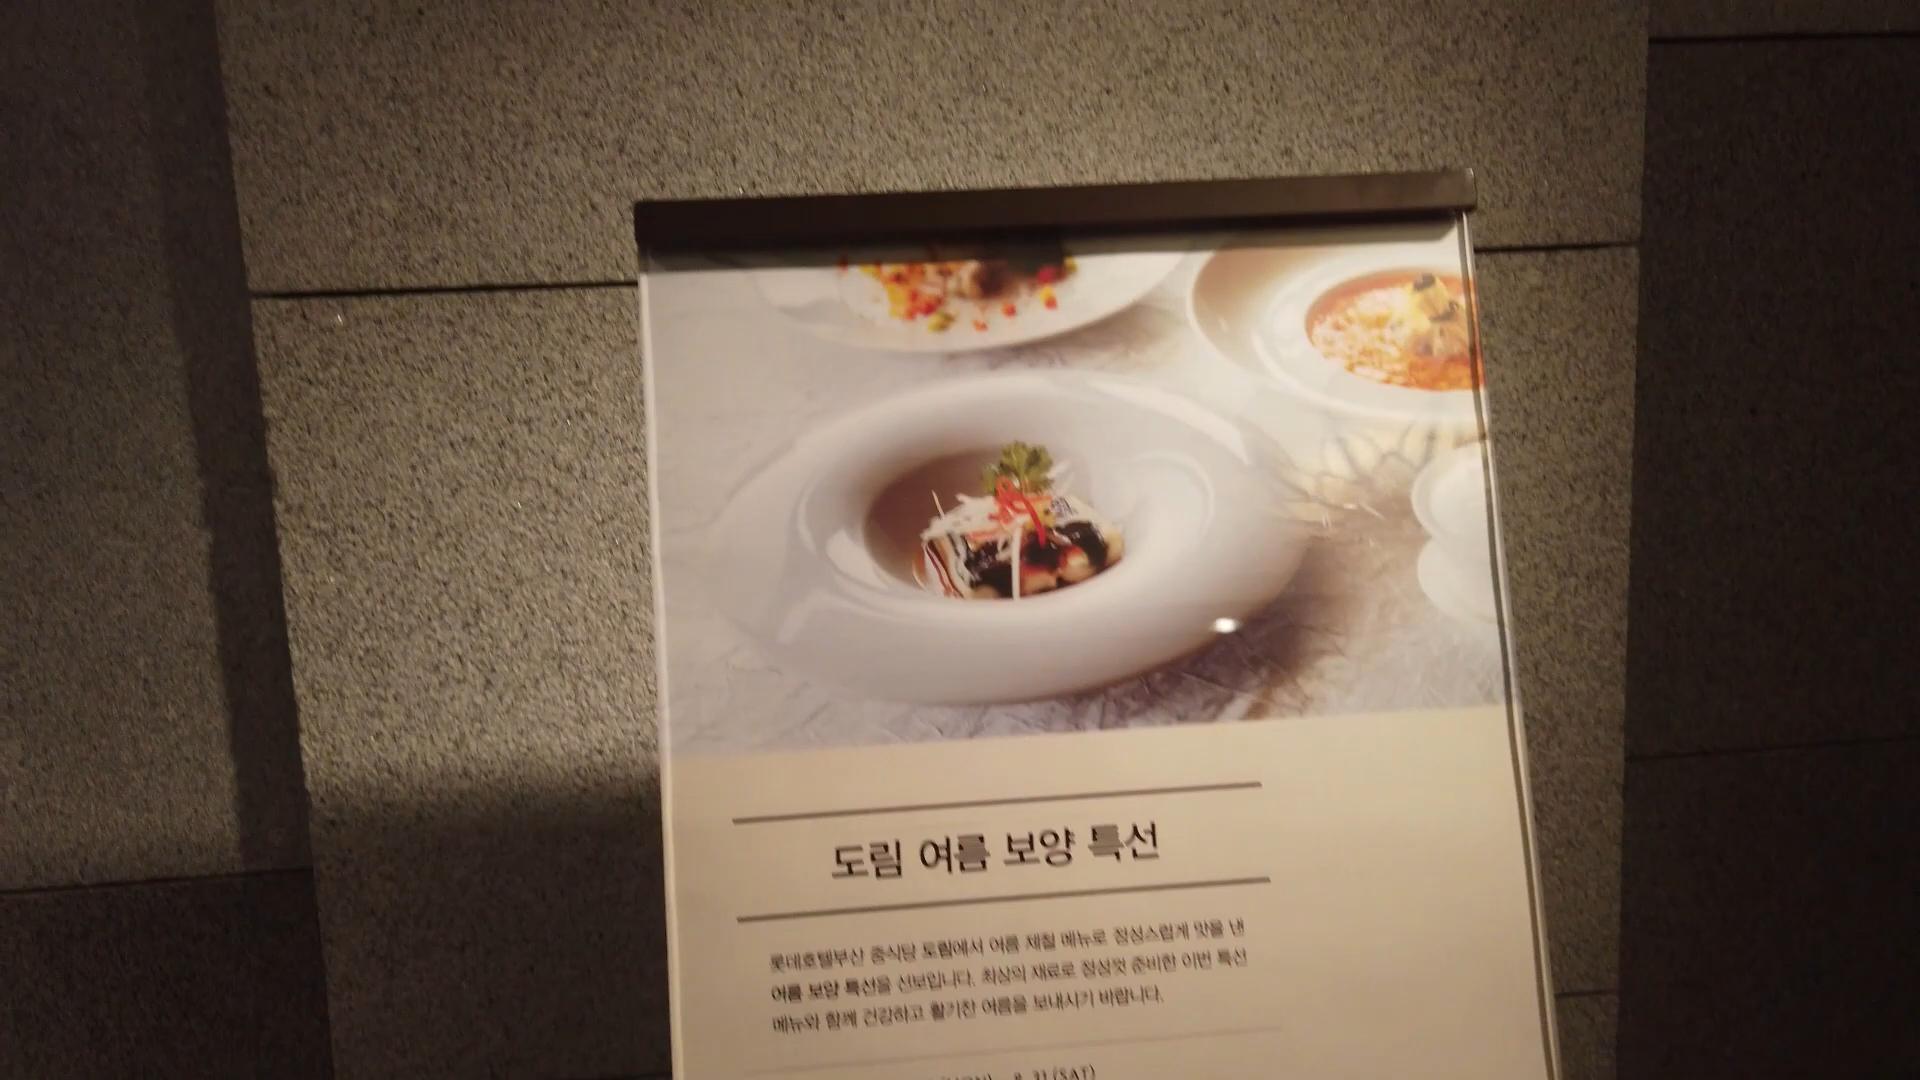 도림 여름 보양 특선
롯데호텔부산 중식당 도림에서 여름 제철 메뉴로 정성스럽게 맛을 낸
여름 보양 특선을 선보입니다. 최상의 재료로 정성껏 준비한 이번 특선
메뉴와 함께 건강하고 활기찬 여름을 보내시기 바랍니다.
(MON) 8. 31(SAT)